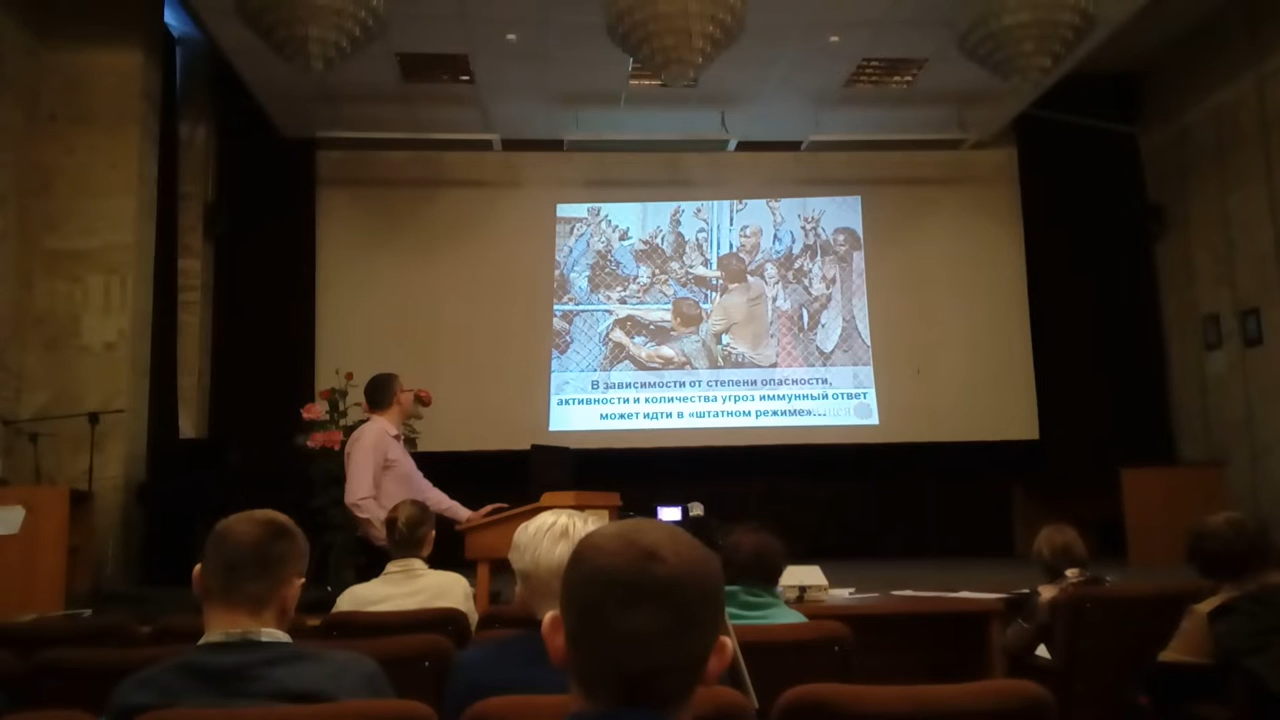 В зависимости от степени опасности,
активности и количества угроз иммунный ответ
может идти в «штатном режиме»...